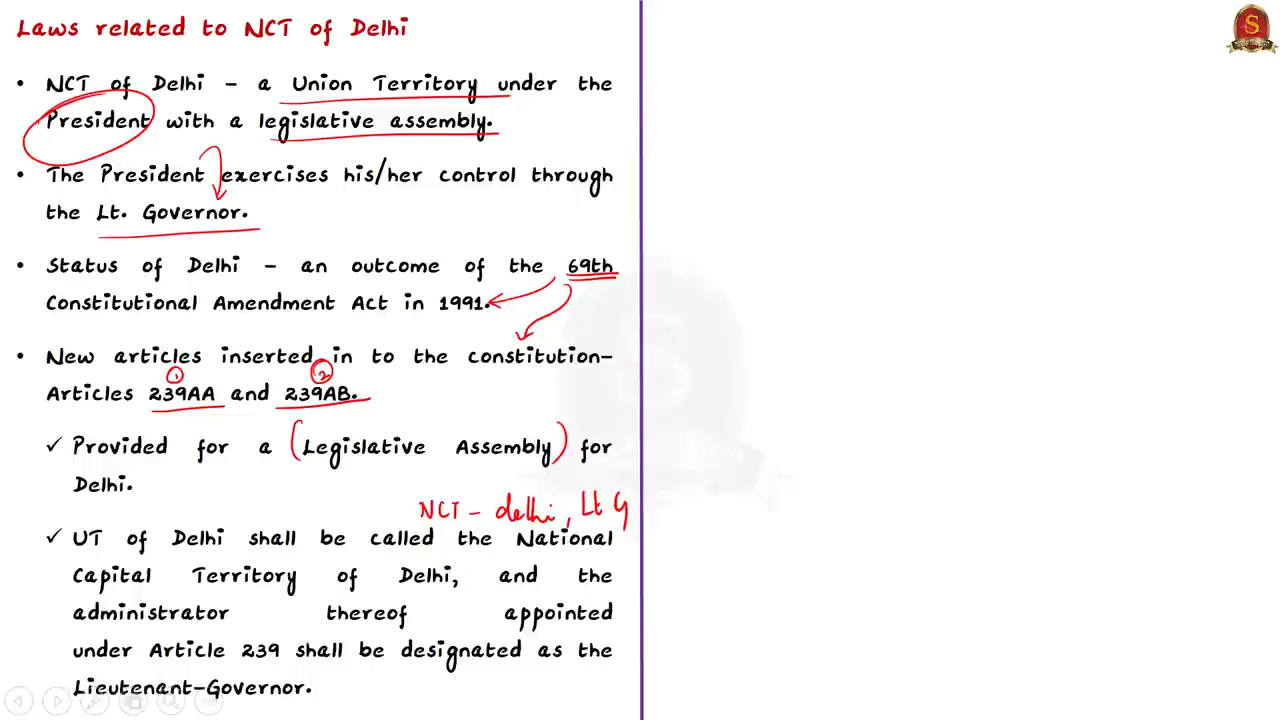 Laws related to NCT of Delhi
• NCT of Delhi – a Union Territory under the
President with a legislative assembly.
• The President exercises his/her control through
the Lt. Governor.
• Status of Delhi – an outcome of the 69th
Constitutional Amendment Act in 1991.
• New articles inserted in to the constitution-
① ②
Articles 239AA and 239AB.
✓ Provided for a (Legislative Assembly) for
Delhi.
NCT - delhi, Lt G
✓ UT of Delhi shall be called the National
Capital Territory of Delhi, and the
administrator thereof appointed
under Article 239 shall be designated as the
Lieutenant-Governor.
S